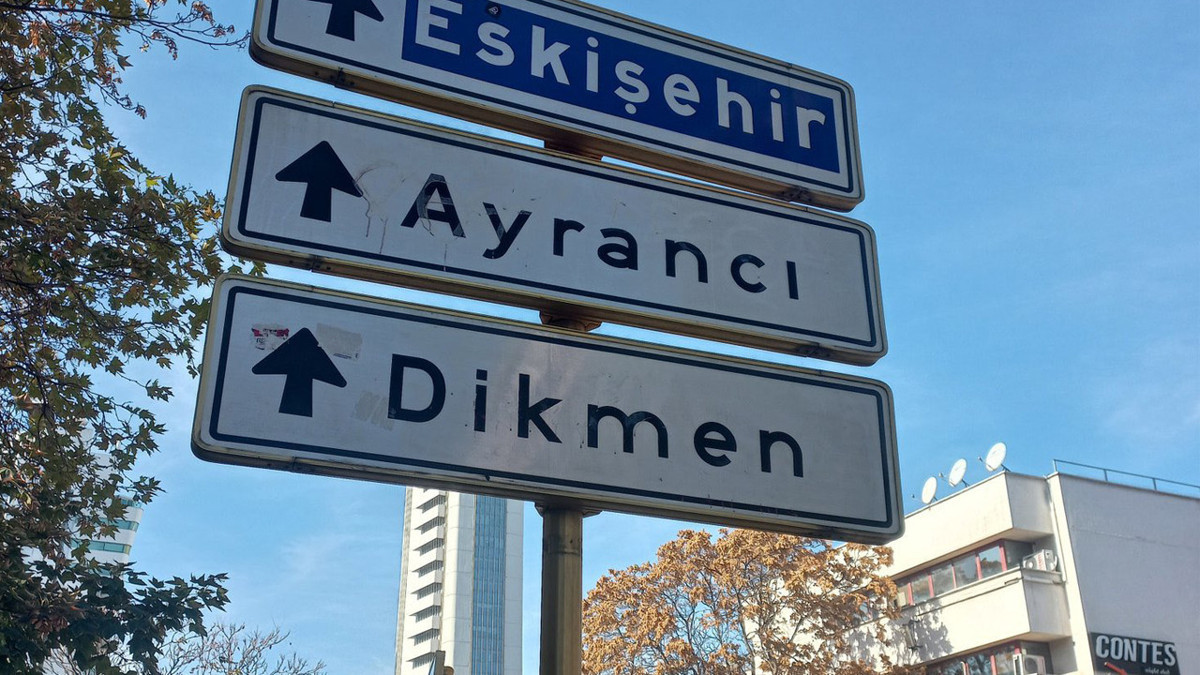 Eskişehir
Ayrancı
Dikmen
CONTES